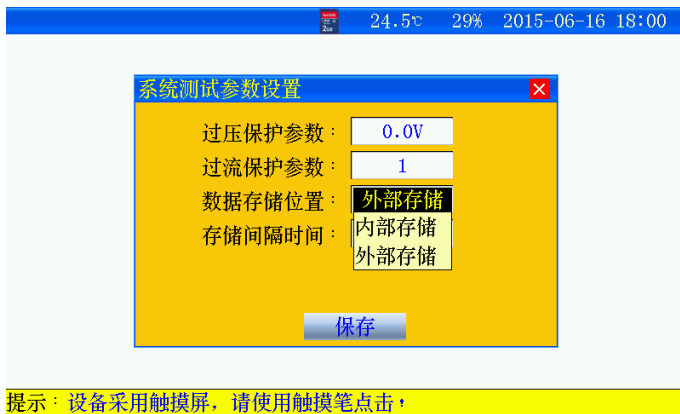 24.5℃ 29% 2015-06-16 18:00
系统测试参数设置
过压保护参数： 0.0V
过流保护参数： 1
数据存储位置： 外部存储
内部存储
存储间隔时间：
外部存储
保存
提示：设备采用触摸屏，请使用触摸笔点击！